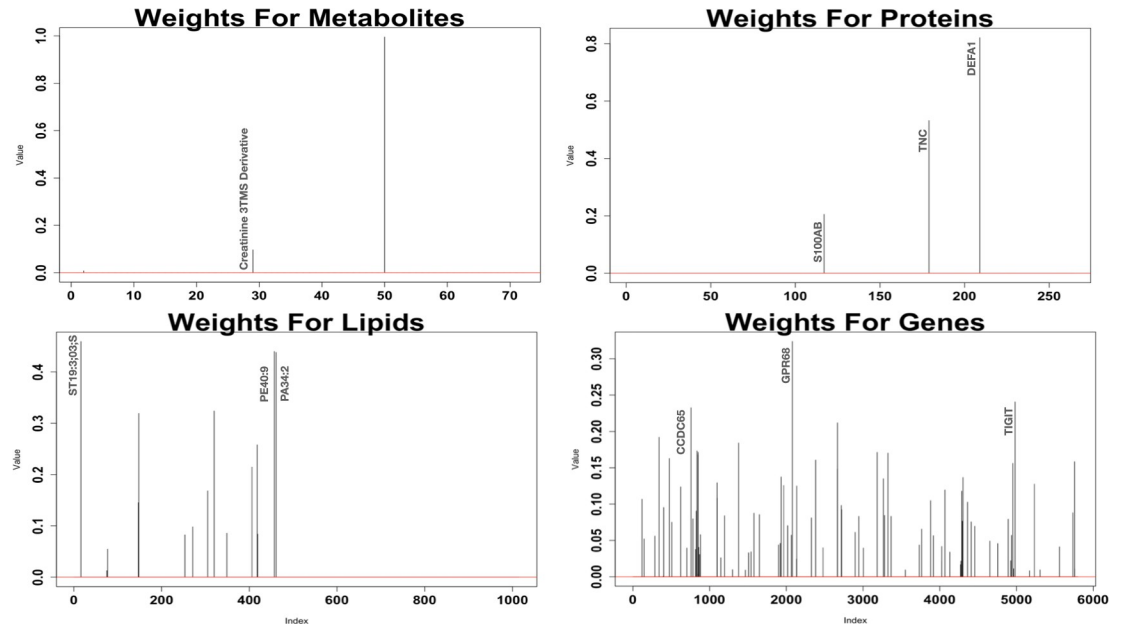 Weights For Metabolites
Value
1.0
0.8
0.6
0.4
0.2
0.0
Creatinine 3TMS Derivative
0 10 20 30 40 50 60 70
Weights For Proteins
Value
0.8
0.6
0.4
0.2
0.0
S100AB
TNC
DEFA1
0 50 100 150 200 250
Weights For Lipids
Value
0.4
0.3
0.2
0.1
0.0
ST19:3;03;S
PE40:9
PA34:2
0 200 400 600 800 1000
Index
Weights For Genes
Value
0.30
0.25
0.20
0.15
0.10
0.05
0.00
CCDC65
GPR68
TIGIT
0 1000 2000 3000 4000 5000 6000
Index